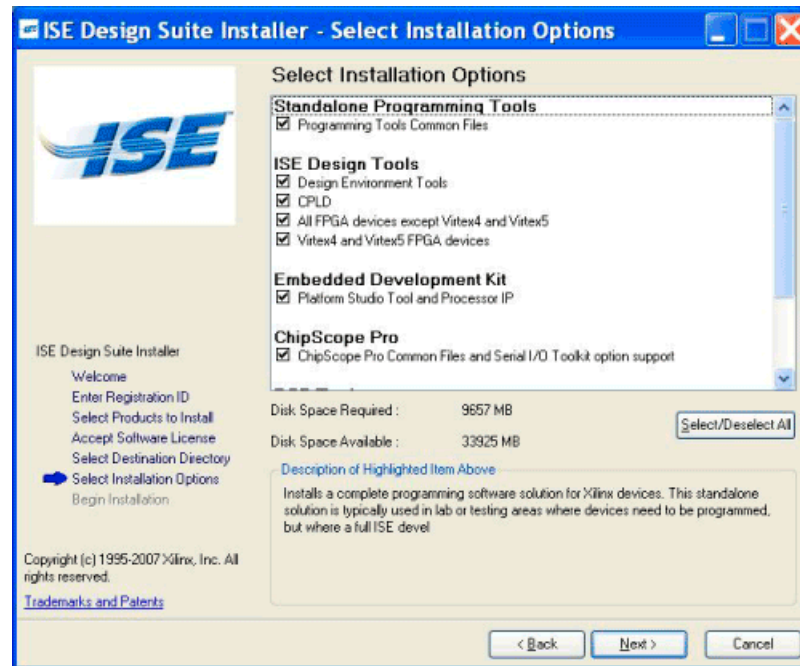 ISE Design Suite Installer - Select Installation Options
ISE
Select Installation Options
Standalone Programming Tools
Programming Tools Common Files
ISE Design Tools
Design Environment Tools
CPLD
All FPGA devices except Virtex4 and Virtex5
Virtex4 and Virtex5 FPGA devices
Embedded Development Kit
Platform Studio Tool and Processor IP
ChipScope Pro
ChipScope Pro Common Files and Serial I/O Toolkit option support
ISE Design Suite Installer
Welcome
Enter Registration ID
Select Products to Install
Accept Software License
Select Destination Directory
Select Installation Options
Begin Installation
Disk Space Required : 9657 MB
Disk Space Available : 33925 MB
Select/Deselect All
Description of Highlighted Item Above
Installs a complete programming software solution for Xilinx devices. This standalone
solution is typically used in lab or testing areas where devices need to be programmed,
but where a full ISE devel
Copyright (c) 1995-2007 Xilinx, Inc. All
rights reserved.
Trademarks and Patents
< Back
Next >
Cancel